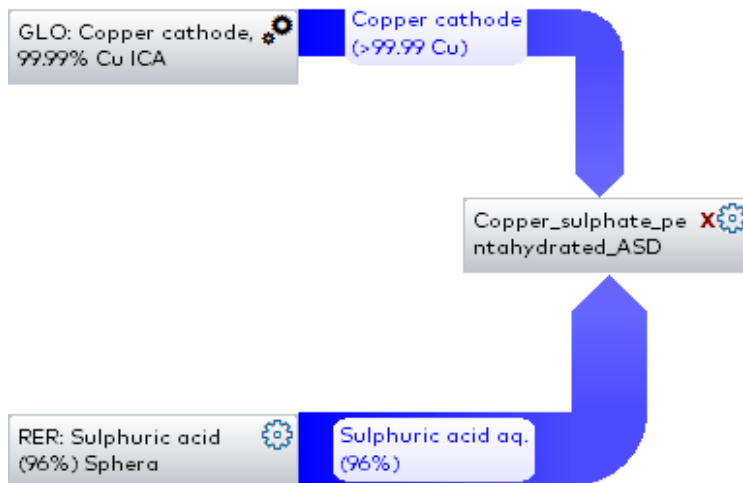 GLO: Copper cathode,
99.99% Cu ICA
Copper cathode
(>99.99 Cu)
Copper_sulphate_pe X
ntahydrated_ASD
RER: Sulphuric acid
(96%) Sphera
Sulphuric acid aq.
(96%)